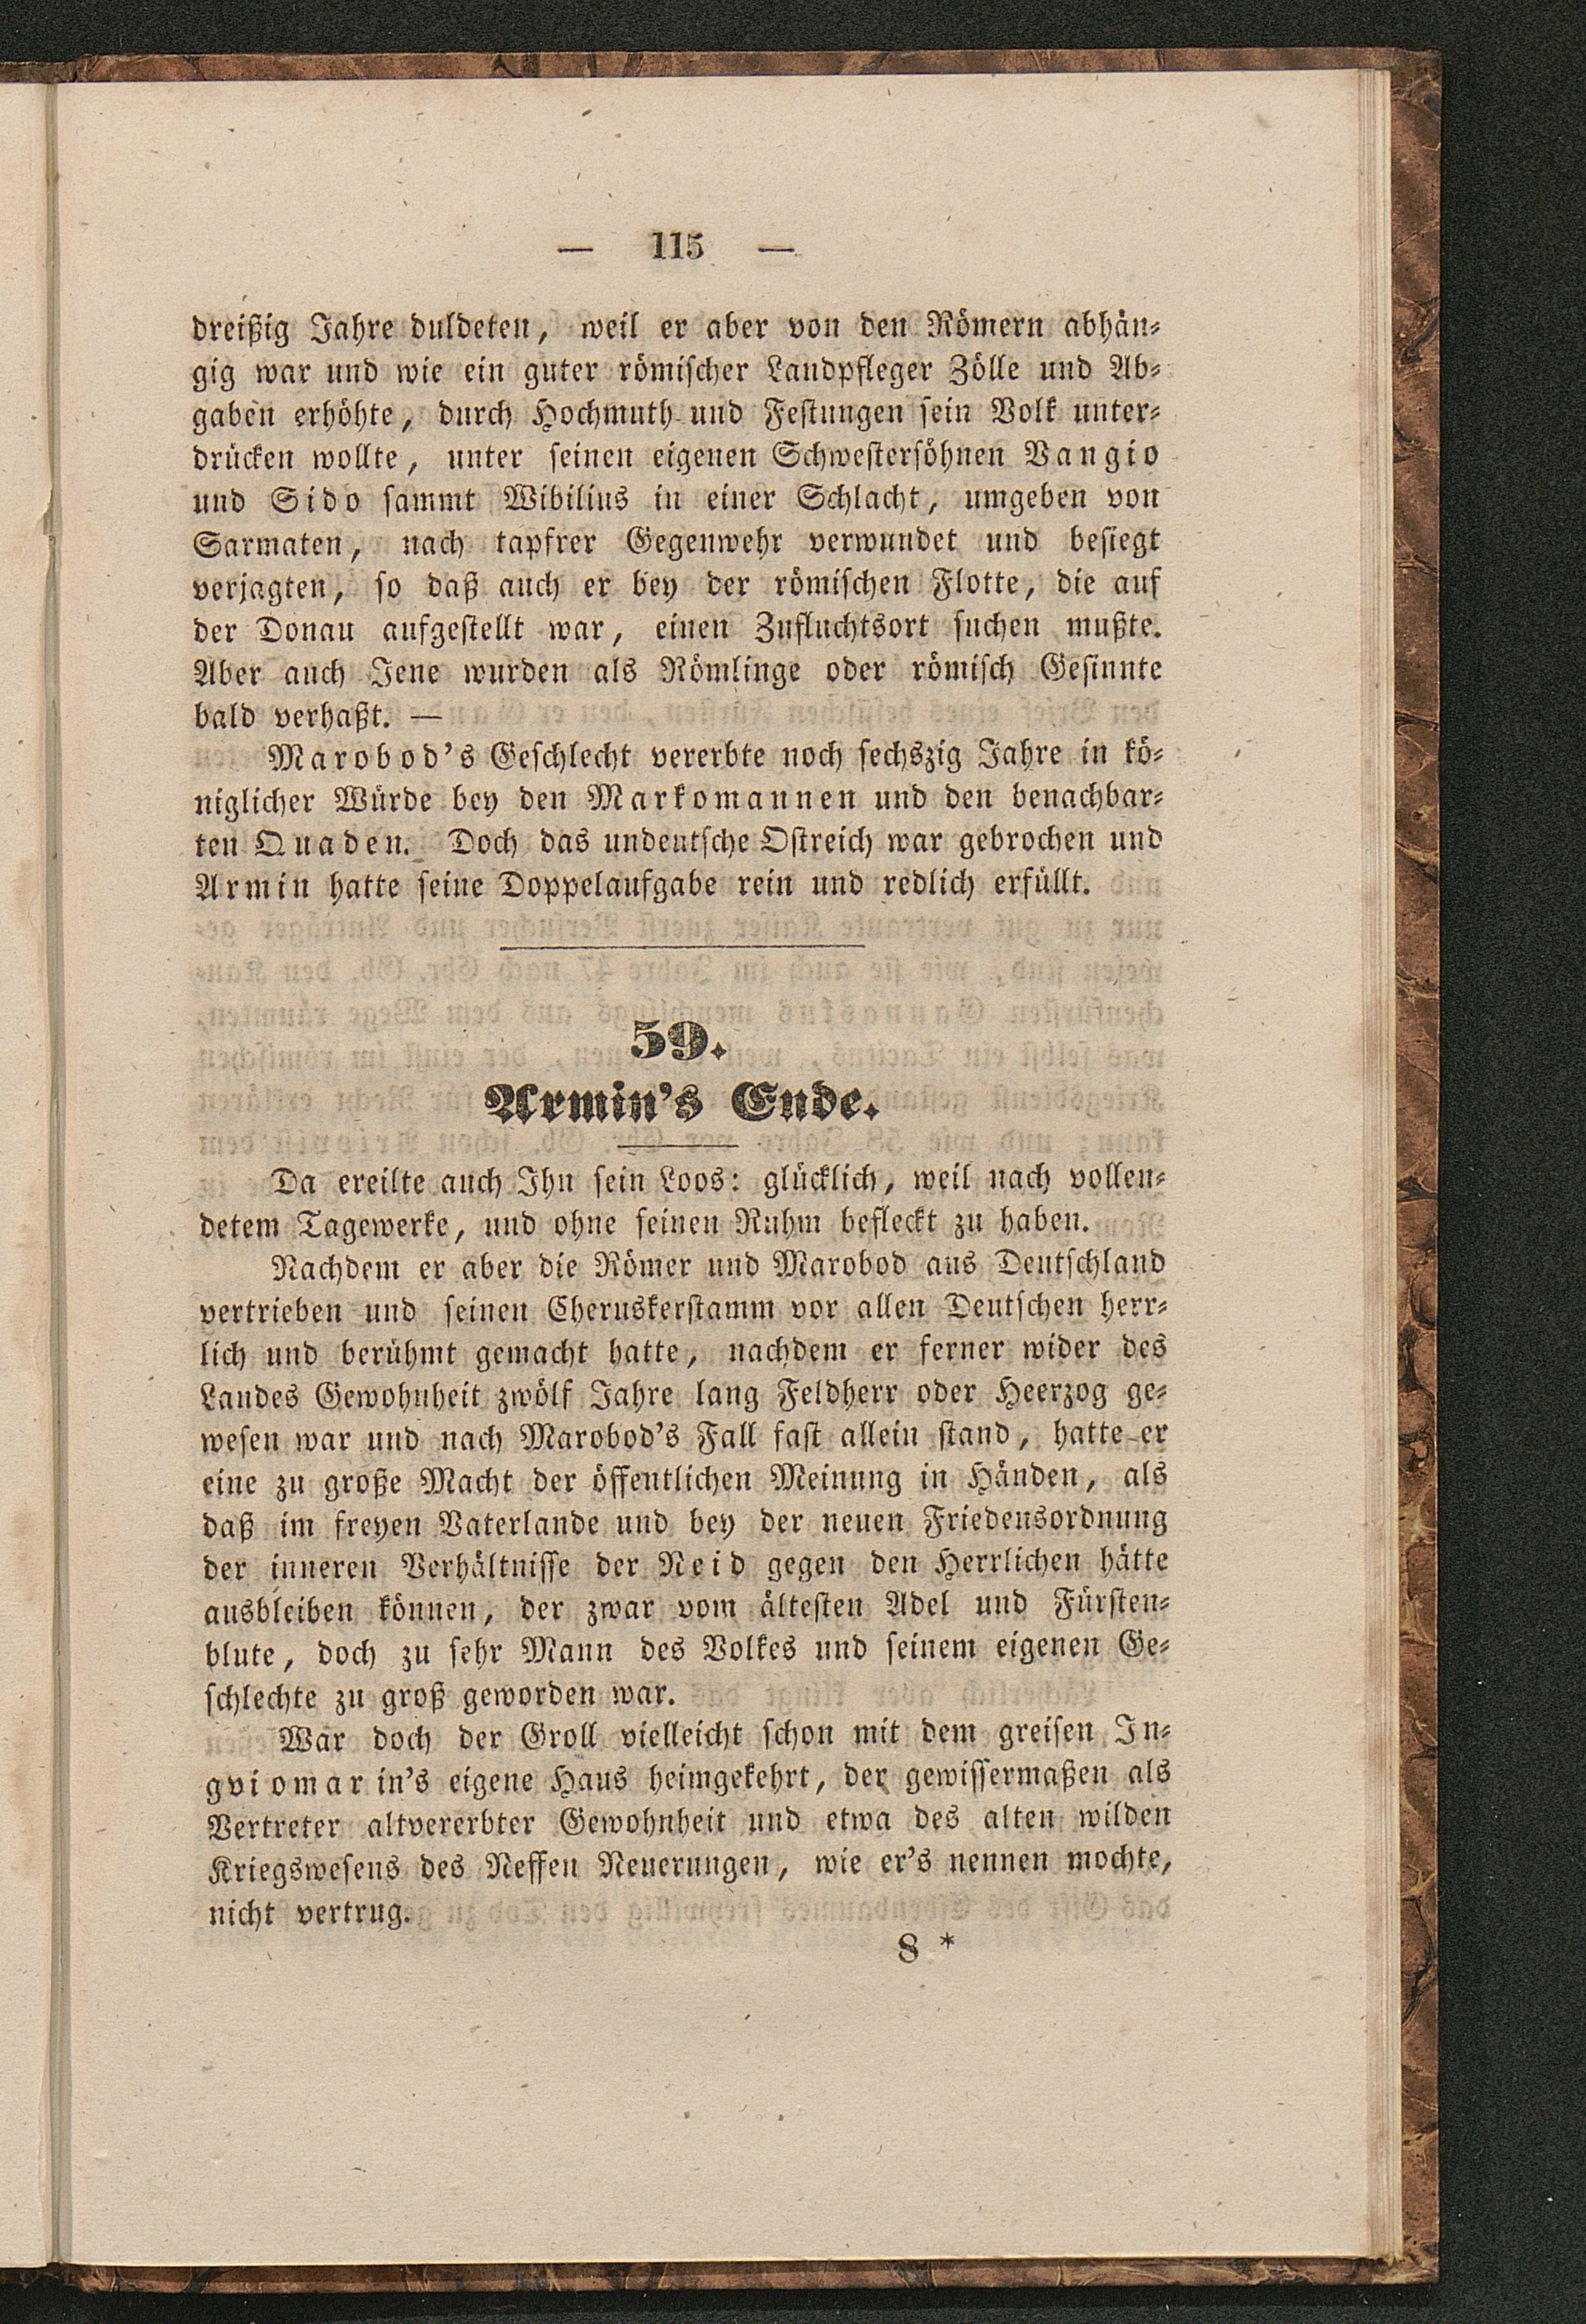 — 115 —
dreißig Jahre duldeten, weil er aber von den Römern abhän-
gig war und wie ein guter römischer Landpfleger Zölle und Ab-
gaben erhöhte, durch Hochmuth und Festungen sein Volk unter-
drücken wollte, unter seinen eigenen Schwestersöhnen Vangio
und Sido sammt Wibilius in einer Schlacht, umgeben von
Sarmaten, nach tapfrer Gegenwehr verwundet und besiegt
verjagten, so daß auch er bey der römischen Flotte, die auf
der Donau aufgestellt war, einen Zufluchtsort suchen mußte.
Aber auch Jene wurden als Römlinge oder römisch Gesinnte
bald verhaßt. —
Marobod's Geschlecht vererbte noch sechszig Jahre in kö-
niglicher Würde bey den Markomannen und den benachbar-
ten Quaden. Doch das undeutsche Ostreich war gebrochen und
Armin hatte seine Doppelaufgabe rein und redlich erfüllt.
59.
Armin's Ende.
Da ereilte auch Ihn sein Loos: glücklich, weil nach vollen-
detem Tagewerke, und ohne seinen Ruhm befleckt zu haben.
Nachdem er aber die Römer und Marobod aus Deutschland
vertrieben und seinen Cheruskerstamm vor allen Deutschen herr-
lich und berühmt gemacht hatte, nachdem er ferner wider des
Landes Gewohnheit zwölf Jahre lang Feldherr oder Heerzog ge-
wesen war und nach Marobod's Fall fast allein stand, hatte er
eine zu große Macht der öffentlichen Meinung in Händen, als
daß im freyen Vaterlande und bey der neuen Friedensordnung
der inneren Verhältnisse der Neid gegen den Herrlichen hätte
ausbleiben können, der zwar vom ältesten Adel und Fürsten-
blute, doch zu sehr Mann des Volkes und seinem eigenen Ge-
schlechte zu groß geworden war.
War doch der Groll vielleicht schon mit dem greisen In-
gviomar in's eigene Haus heimgekehrt, der gewissermaßen als
Vertreter altvererbter Gewohnheit und etwa des alten wilden
Kriegswesens des Neffen Neuerungen, wie er's nennen mochte,
nicht vertrug.
8 *